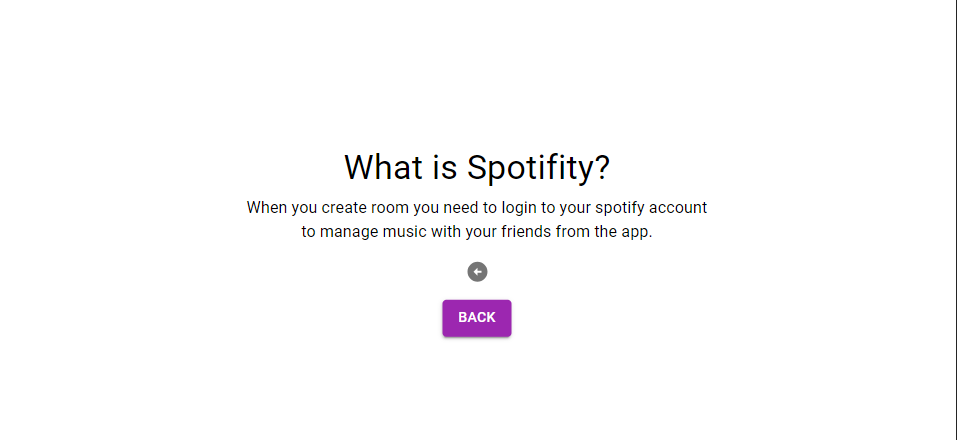 What is Spotifity?
When you create room you need to login to your spotify account
to manage music with your friends from the app.
BACK